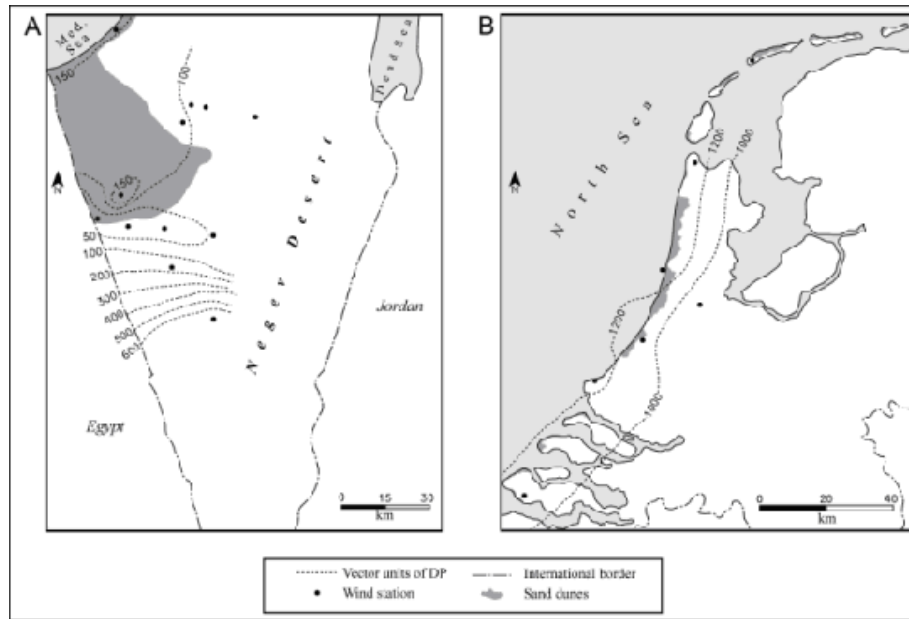 A
Med.
Sea
150
100
Dead Sea
150
N
50
100
200
300
400
500
600
Negev Desert
Jordan
Egypt
0 15 30
km
B
North Sea
1200
1000
N
1200
1000
0 20 40
km
Vector units of DP
International border
Wind station
Sand dunes